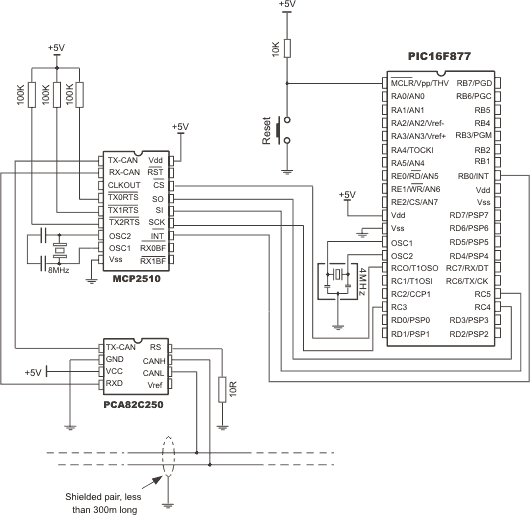 +5V
10K
Reset
PIC16F877
MCLR/Vpp/THV
RA0/AN0
RA1/AN1
RA2/AN2/Vref-
RA3/AN3/Vref+
RA4/TOCKI
RA5/AN4
RE0/RD/AN5
RE1/WR/AN6
RE2/CS/AN7
Vdd
Vss
OSC1
OSC2
RCO/T1OSO
RC1/T1OSI
RC2/CCP1
RC3
RD0/PSP0
RD1/PSP1
RB7/PGD
RB6/PGC
RB5
RB4
RB3/PGM
RB2
RB1
RB0/INT
Vdd
Vss
RD7/PSP7
RD6/PSP6
RD5/PSP5
RD4/PSP4
RC7/RX/DT
RC6/TX/CK
RC5
RC4
RD3/PSP3
RD2/PSP2
+5V
4MHz
+5V
100K
100K
100K
+5V
TX-CAN
RX-CAN
CLKOUT
TX0RTS
TX1RTS
TX2RTS
OSC2
OSC1
Vss
Vdd
RST
CS
SO
SI
SCK
INT
RX0BF
RX1BF
8MHz
MCP2510
TX-CAN
GND
VCC
RXD
RS
CANH
CANL
Vref
+5V
PCA82C250
10R
Shielded pair, less
than 300m long